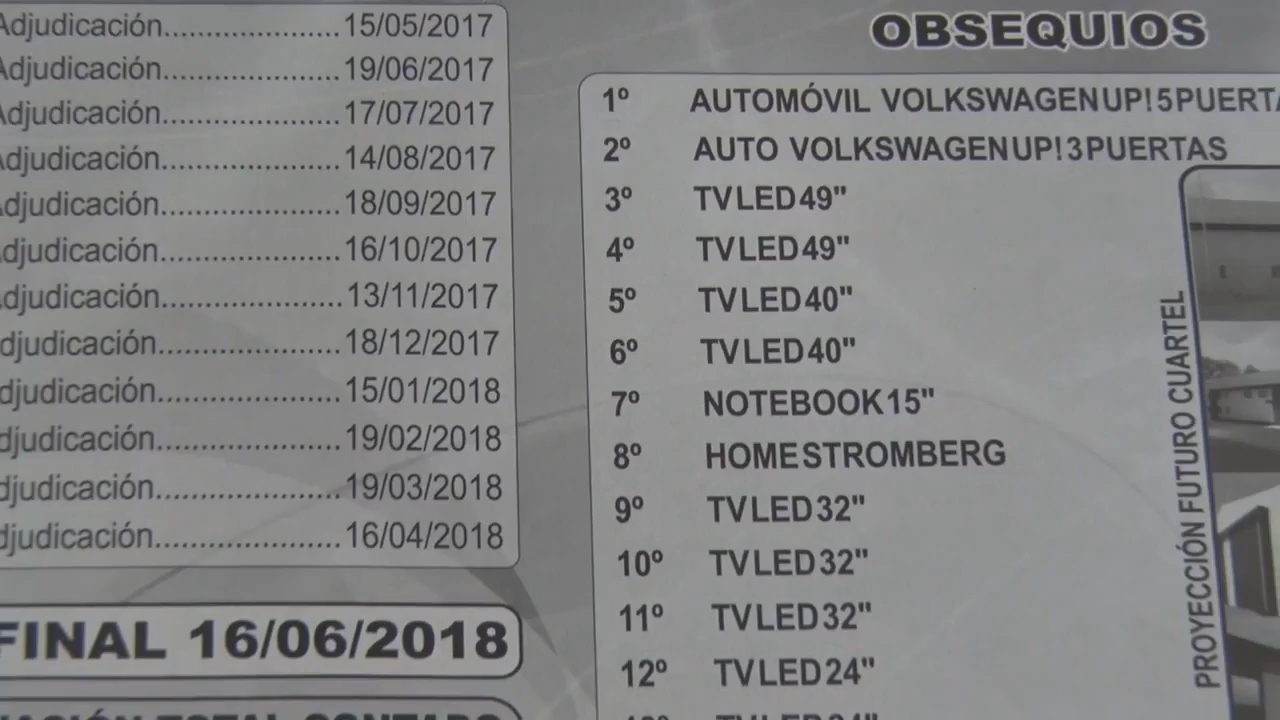 Adjudicación....................15/05/2017
Adjudicación....................19/06/2017
Adjudicación....................17/07/2017
Adjudicación....................14/08/2017
Adjudicación....................18/09/2017
Adjudicación....................16/10/2017
Adjudicación....................13/11/2017
djudicación.....................18/12/2017
djudicación.....................15/01/2018
djudicación.....................19/02/2018
djudicación.....................19/03/2018
djudicación.....................16/04/2018
FINAL 16/06/2018
OBSEQUIOS
1º AUTOMÓVIL VOLKSWAGEN UP! 5 PUERTA
2º AUTO VOLKSWAGEN UP! 3 PUERTAS
3º TV LED 49"
4º TV LED 49"
5º TV LED 40"
6º TV LED 40"
7º NOTEBOOK 15"
8º HOME STROMBERG
9º TV LED 32"
10º TV LED 32"
11º TV LED 32"
12º TV LED 24"
PROYECCIÓN FUTURO CUARTEL